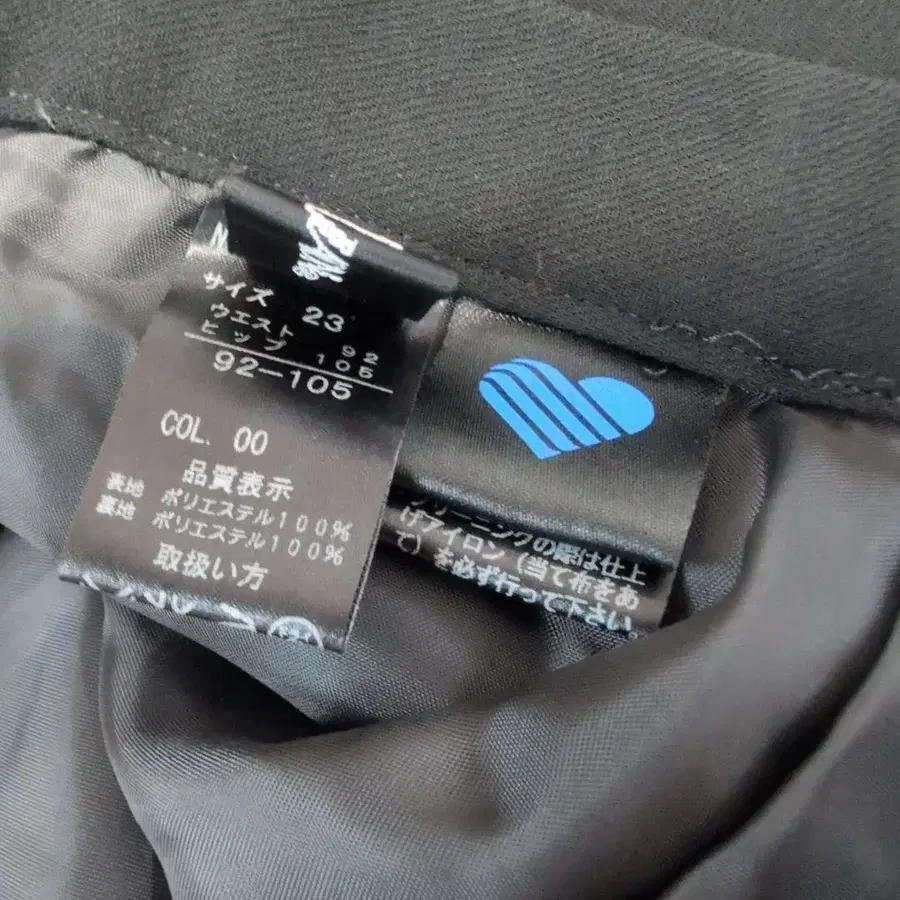 EAN®
サイズ 23
ウエスト 92
ヒップ 105
92-105
COL. 00
品質表示
表地 ポリエステル100%
裏地 ポリエステル100%
取扱い方
クリーニングの際は仕上
げアイロン(当て布をあ
て)を必ず行って下さい。